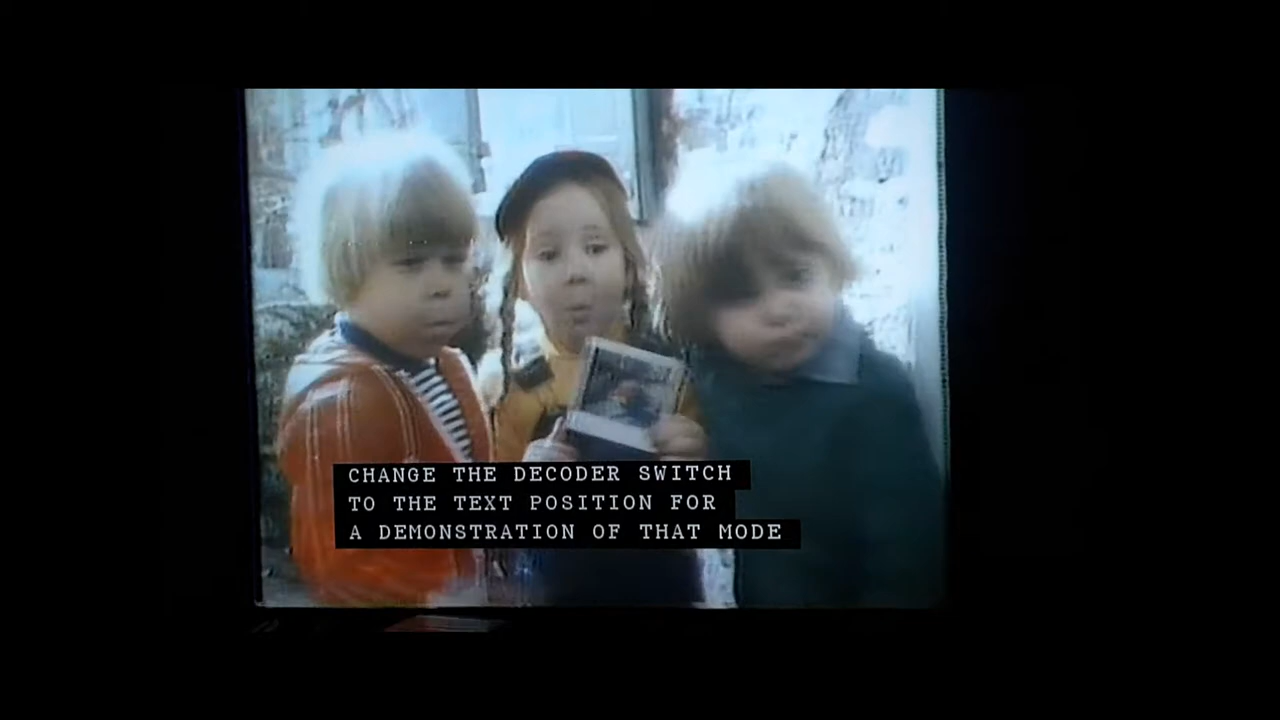 CHANGE THE DECODER SWITCH
TO THE TEXT POSITION FOR
A DEMONSTRATION OF THAT MODE